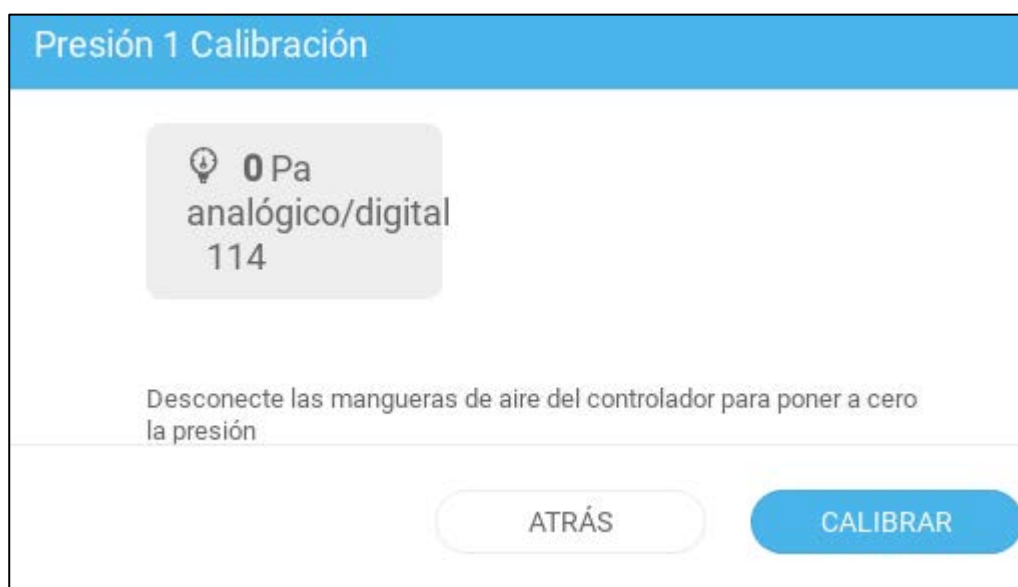 Presión 1 Calibración
0 Pa
analógico/digital
114
Desconecte las mangueras de aire del controlador para poner a cero
la presión
ATRÁS
CALIBRAR